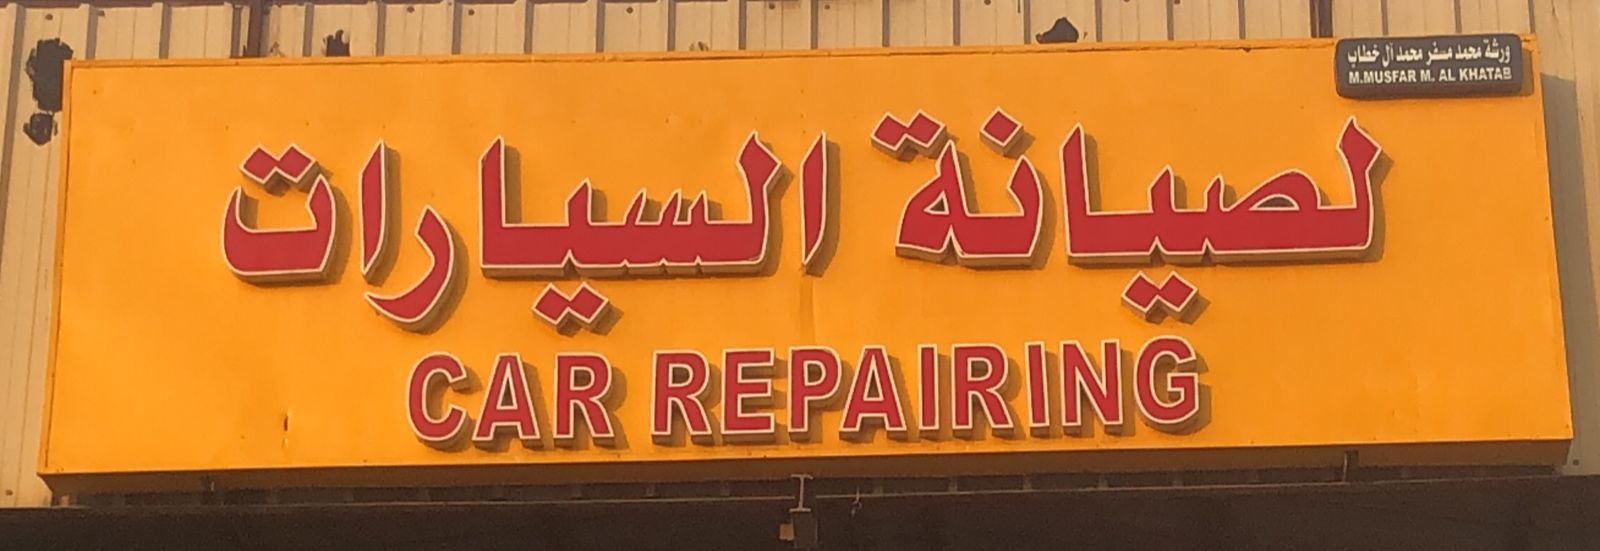 ورشة محمد مسفر محمد آل خطاب
M.MUSFAR M. AL KHATAB
لصيانة السيارات
CAR REPAIRING